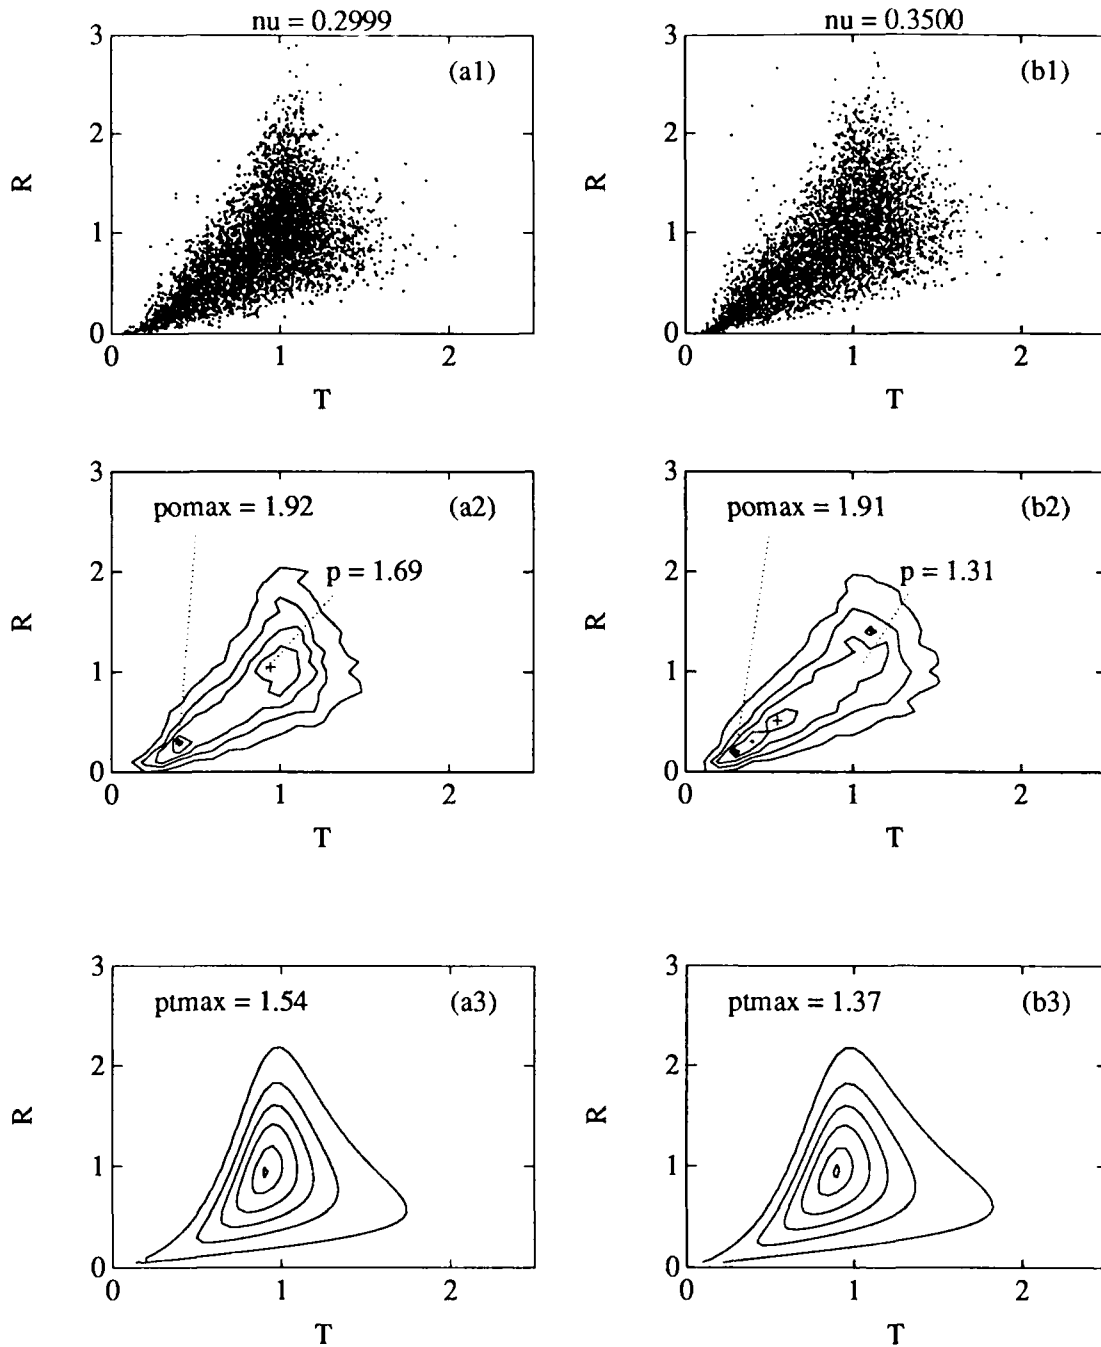 nu = 0.2999
nu = 0.3500
3
(a1)
2
R
1
0
0
1
2
T
3
(b1)
2
R
1
0
0
1
2
T
3
pomax = 1.92
(a2)
2
p = 1.69
R
1
0
0
1
2
T
3
pomax = 1.91
(b2)
2
p = 1.31
R
1
0
0
1
2
T
3
ptmax = 1.54
(a3)
2
R
1
0
0
1
2
T
3
ptmax = 1.37
(b3)
2
R
1
0
0
1
2
T